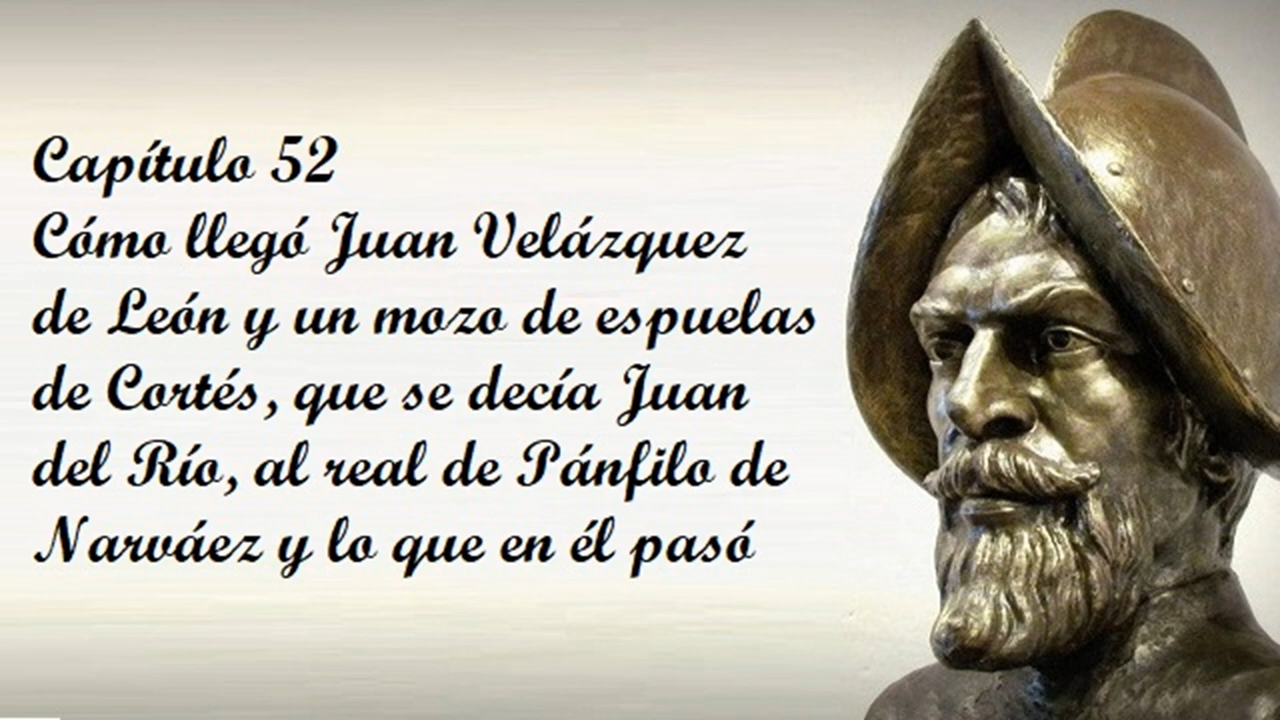 Capítulo 52
Cómo llegó Juan Velázquez
de León y un mozo de espuelas
de Cortés, que se decía Juan
del Río, al real de Pánfilo de
Narváez y lo que en él pasó